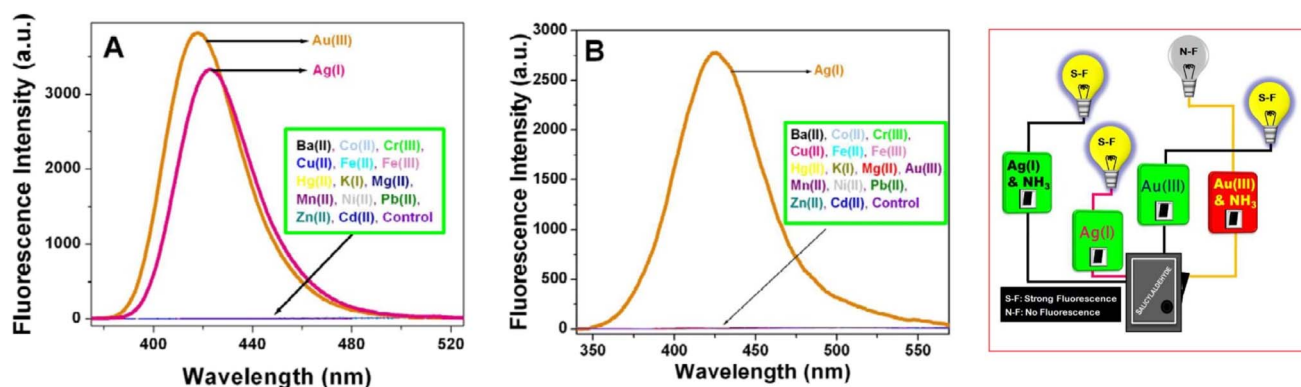 A
Fluorescence Intensity (a.u.)
3000
2000
1000
0
Au(III)
Ag(I)
Ba(II), Co(II), Cr(III),
Cu(II), Fe(II), Fe(III)
Hg(II), K(I), Mg(II),
Mn(II), Ni(II), Pb(II),
Zn(II), Cd(II), Control
400
440
480
520
Wavelength (nm)
B
Fluorescence Intensity (a.u.)
3000
2500
2000
1500
1000
500
0
Ag(I)
Ba(II), Co(II), Cr(III),
Cu(II), Fe(II), Fe(III)
Hg(II), K(I), Mg(II), Au(III)
Mn(II), Ni(II), Pb(II),
Zn(II), Cd(II), Control
350
400
450
500
550
Wavelength (nm)
N-F
S-F
S-F
S-F
Ag(I)
& NH₃
Au(III)
Au(III)
& NH₃
Ag(I)
SALICYLALDEHYDE
S-F: Strong Fluorescence
N-F: No Fluorescence